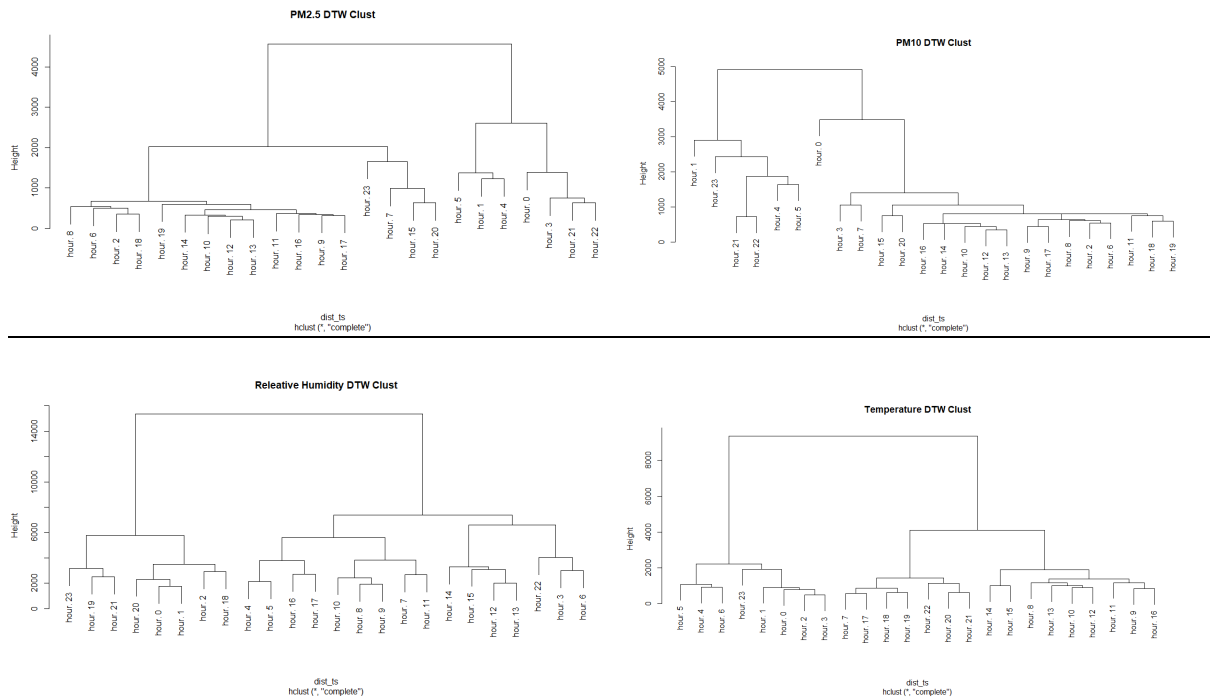 PM2.5 DTW Clust
Height
0
1000
2000
3000
4000
hour. 8
hour. 6
hour. 2
hour. 18
hour. 19
hour. 14
hour. 10
hour. 12
hour. 13
hour. 11
hour. 16
hour. 9
hour. 17
hour. 23
hour. 7
hour. 15
hour. 20
hour. 5
hour. 1
hour. 4
hour. 0
hour. 3
hour. 21
hour. 22
dist_ts
hclust (*, "complete")
PM10 DTW Clust
Height
0
1000
2000
3000
4000
5000
hour. 1
hour. 23
hour. 21
hour. 22
hour. 4
hour. 5
hour. 0
hour. 3
hour. 7
hour. 15
hour. 20
hour. 16
hour. 14
hour. 10
hour. 12
hour. 13
hour. 9
hour. 17
hour. 8
hour. 2
hour. 6
hour. 11
hour. 18
hour. 19
dist_ts
hclust (*, "complete")
Releative Humidity DTW Clust
Height
0
2000
4000
6000
10000
14000
hour. 23
hour. 19
hour. 21
hour. 20
hour. 0
hour. 1
hour. 2
hour. 18
hour. 4
hour. 5
hour. 16
hour. 17
hour. 10
hour. 8
hour. 9
hour. 7
hour. 11
hour. 14
hour. 15
hour. 12
hour. 13
hour. 22
hour. 3
hour. 6
dist_ts
hclust (*, "complete")
Temperature DTW Clust
Height
0
2000
4000
6000
8000
hour. 5
hour. 4
hour. 6
hour. 23
hour. 1
hour. 0
hour. 2
hour. 3
hour. 7
hour. 17
hour. 18
hour. 19
hour. 22
hour. 20
hour. 21
hour. 14
hour. 15
hour. 8
hour. 13
hour. 10
hour. 12
hour. 11
hour. 9
hour. 16
dist_ts
hclust (*, "complete")